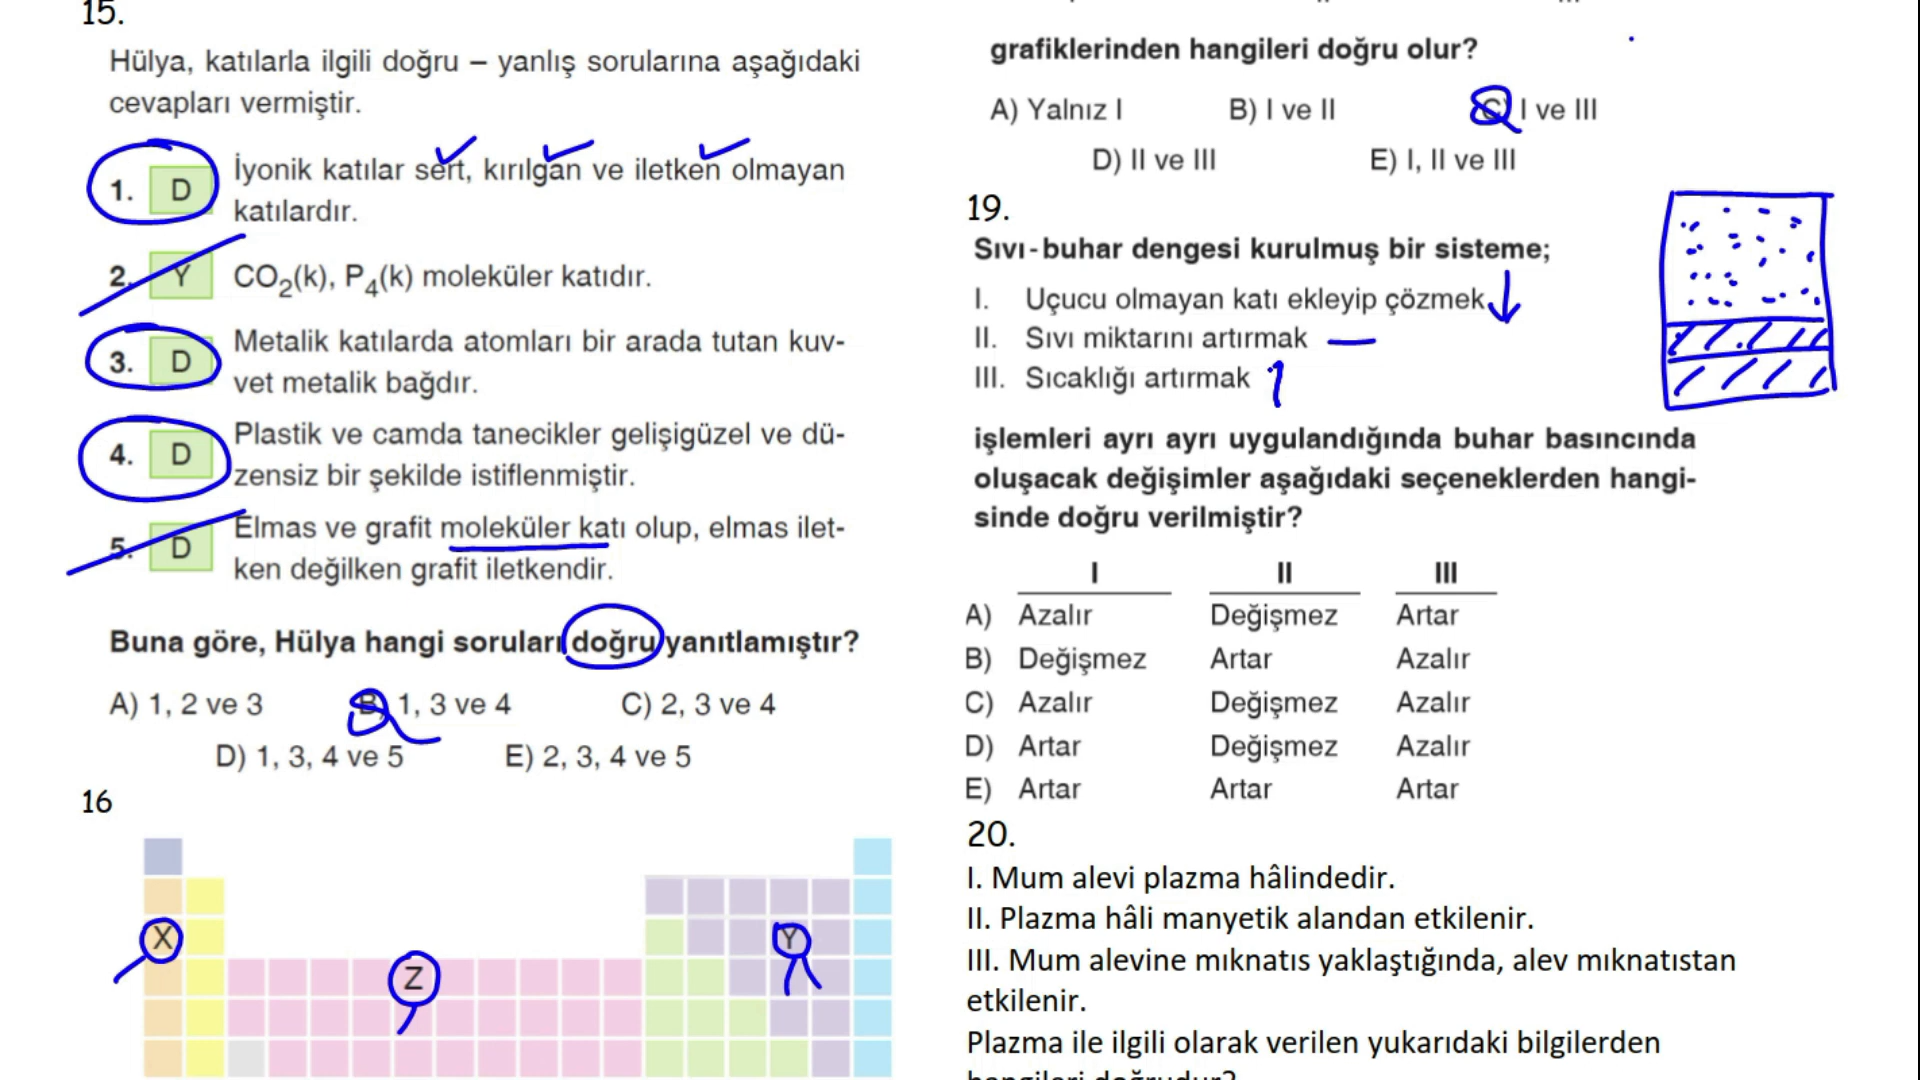 15.
Hülya, katılarla ilgili doğru – yanlış sorularına aşağıdaki
cevapları vermiştir.
1. D İyonik katılar sert, kırılgan ve iletken olmayan
katılardır.
2. Y CO2(k), P4(k) moleküler katıdır.
3. D Metalik katılarda atomları bir arada tutan kuv-
vet metalik bağdır.
4. D Plastik ve camda tanecikler gelişigüzel ve dü-
zensiz bir şekilde istiflenmiştir.
5. D Elmas ve grafit moleküler katı olup, elmas ilet-
ken değilken grafit iletkendir.
Buna göre, Hülya hangi soruları doğru yanıtlamıştır?
A) 1, 2 ve 3 B) 1, 3 ve 4 C) 2, 3 ve 4
D) 1, 3, 4 ve 5 E) 2, 3, 4 ve 5
16
X
Y
Z
grafiklerinden hangileri doğru olur?
A) Yalnız I B) I ve II C) I ve III
D) II ve III E) I, II ve III
19.
Sıvı - buhar dengesi kurulmuş bir sisteme;
I. Uçucu olmayan katı ekleyip çözmek
II. Sıvı miktarını artırmak
III. Sıcaklığı artırmak
işlemleri ayrı ayrı uygulandığında buhar basıncında
oluşacak değişimler aşağıdaki seçeneklerden hangi-
sinde doğru verilmiştir?
I II III
A) Azalır Değişmez Artar
B) Değişmez Artar Azalır
C) Azalır Değişmez Azalır
D) Artar Değişmez Azalır
E) Artar Artar Artar
20.
I. Mum alevi plazma hâlindedir.
II. Plazma hâli manyetik alandan etkilenir.
III. Mum alevine mıknatıs yaklaştığında, alev mıknatıstan
etkilenir.
Plazma ile ilgili olarak verilen yukarıdaki bilgilerden
hangileri doğrudur?